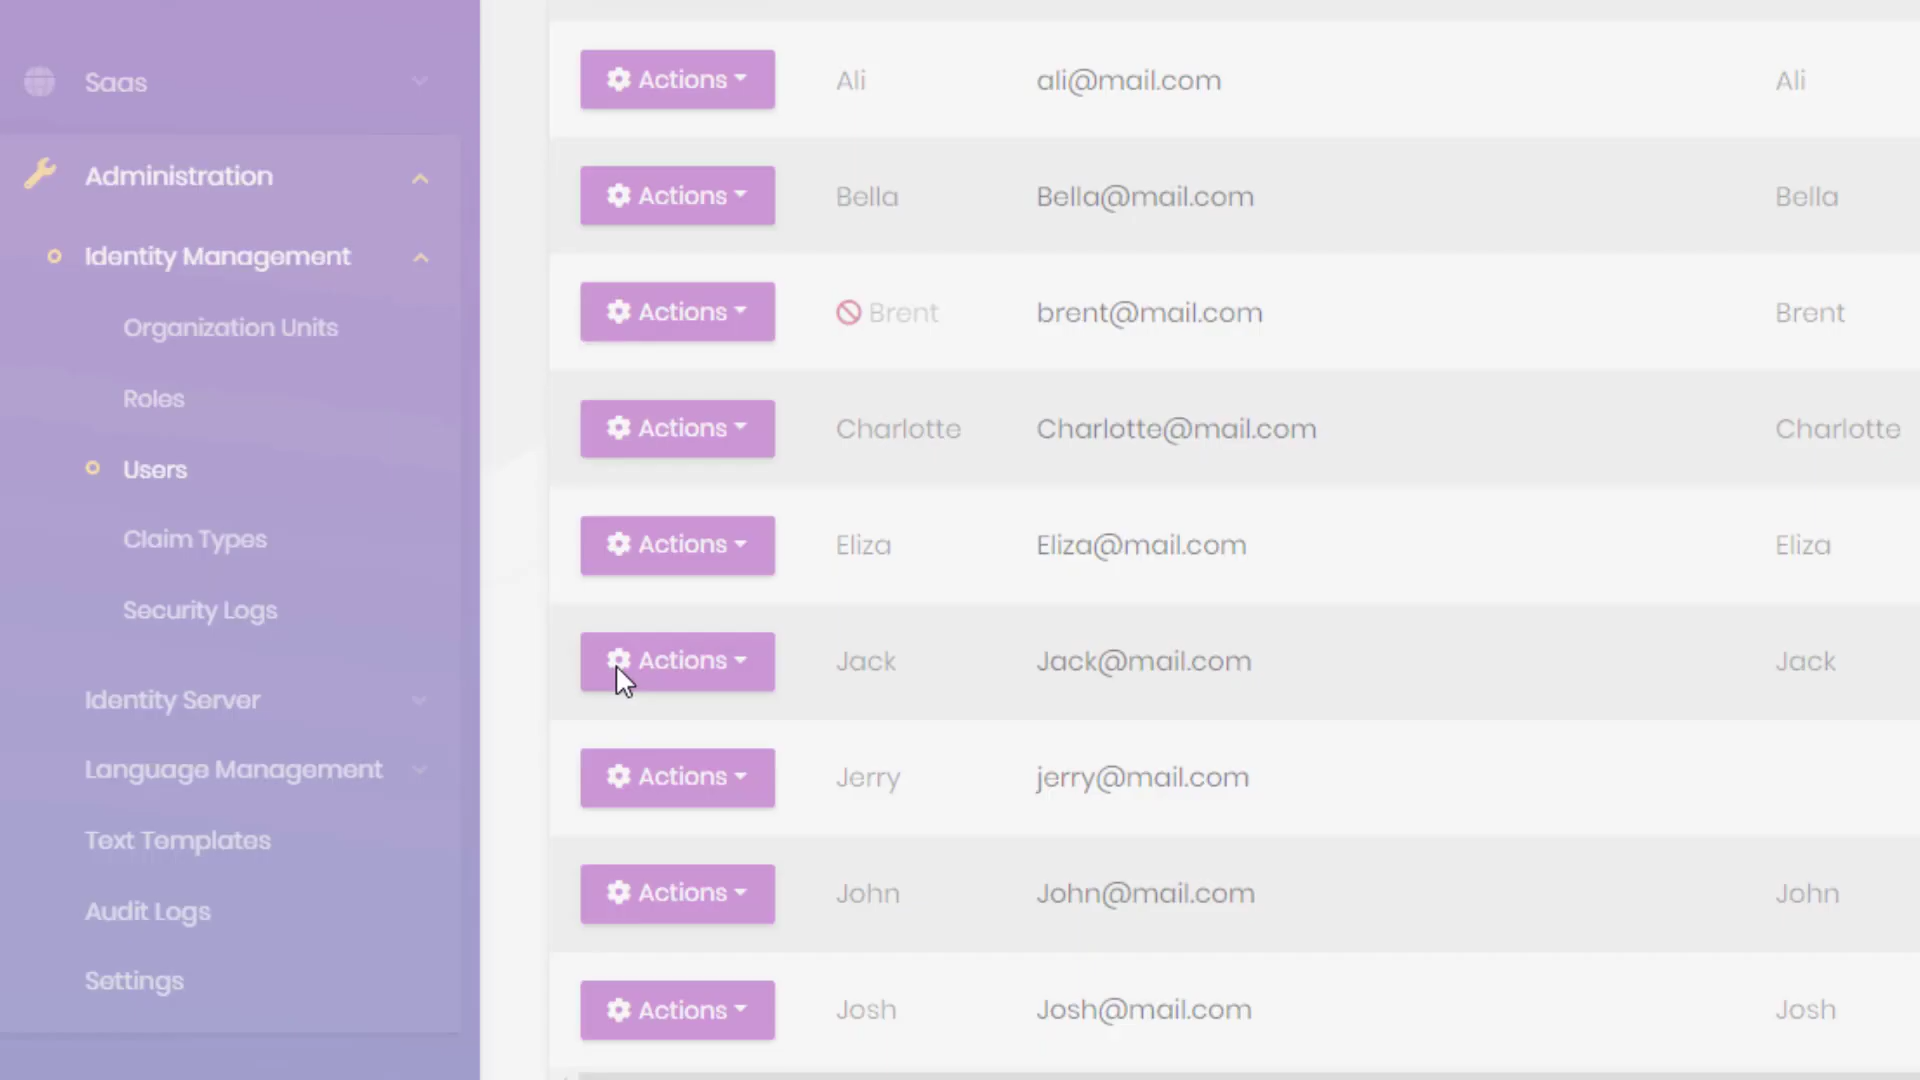 Saas
Administration
Identity Management
Organization Units
Roles
Users
Claim Types
Security Logs
Identity Server
Language Management
Text Templates
Audit Logs
Settings
Actions Ali ali@mail.com Ali
Actions Bella Bella@mail.com Bella
Actions Brent brent@mail.com Brent
Actions Charlotte Charlotte@mail.com Charlotte
Actions Eliza Eliza@mail.com Eliza
Actions Jack Jack@mail.com Jack
Actions Jerry jerry@mail.com
Actions John John@mail.com John
Actions Josh Josh@mail.com Josh